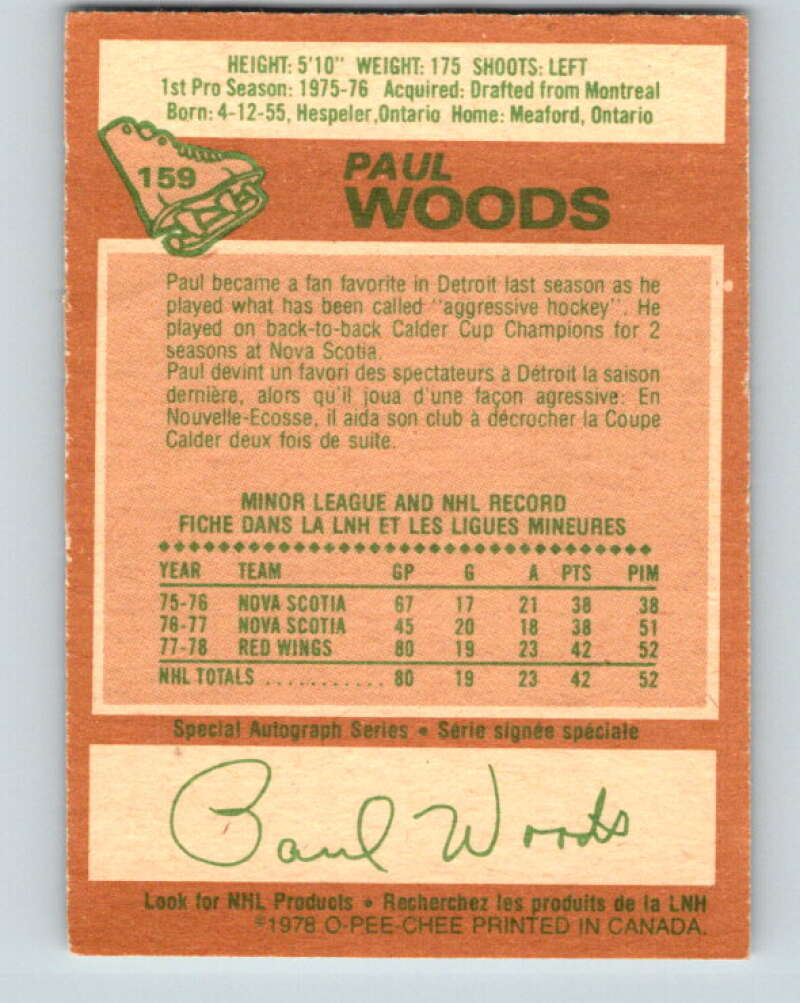 HEIGHT: 5'10" WEIGHT: 175 SHOOTS: LEFT
1st Pro Season: 1975-76 Acquired: Drafted from Montreal
Born: 4-12-55, Hespeler, Ontario Home: Meaford, Ontario
159
PAUL
WOODS
Paul became a fan favorite in Detroit last season as he
played what has been called "aggressive hockey". He
played on back-to-back Calder Cup Champions for 2
seasons at Nova Scotia.
Paul devint un favori des spectateurs à Détroit la saison
dernière, alors qu'il joua d'une façon agressive. En
Nouvelle-Ecosse, il aida son club à décrocher la Coupe
Calder deux fois de suite.
MINOR LEAGUE AND NHL RECORD
FICHE DANS LA LNH ET LES LIGUES MINEURES
YEAR TEAM GP G A PTS PIM
75-76 NOVA SCOTIA 67 17 21 38 38
76-77 NOVA SCOTIA 45 20 18 38 51
77-78 RED WINGS 80 19 23 42 52
NHL TOTALS ........... 80 19 23 42 52
Special Autograph Series • Série signée spéciale
Paul Woods
Look for NHL Products • Recherchez les produits de la LNH
©1978 O-PEE-CHEE PRINTED IN CANADA.